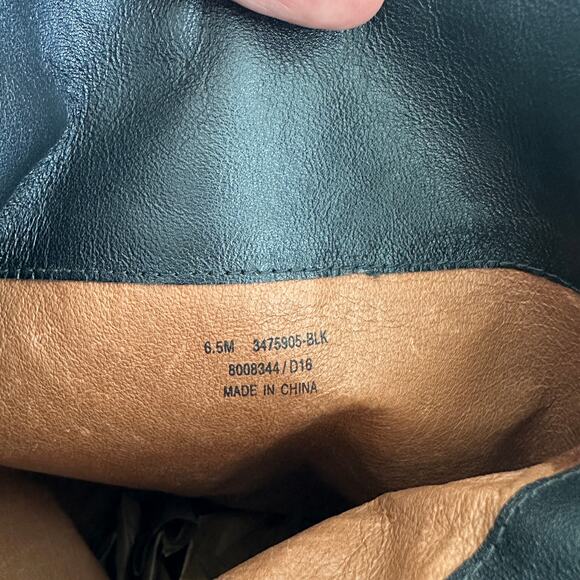 6.5M 3475905-BLK
8008344 / D16
MADE IN CHINA